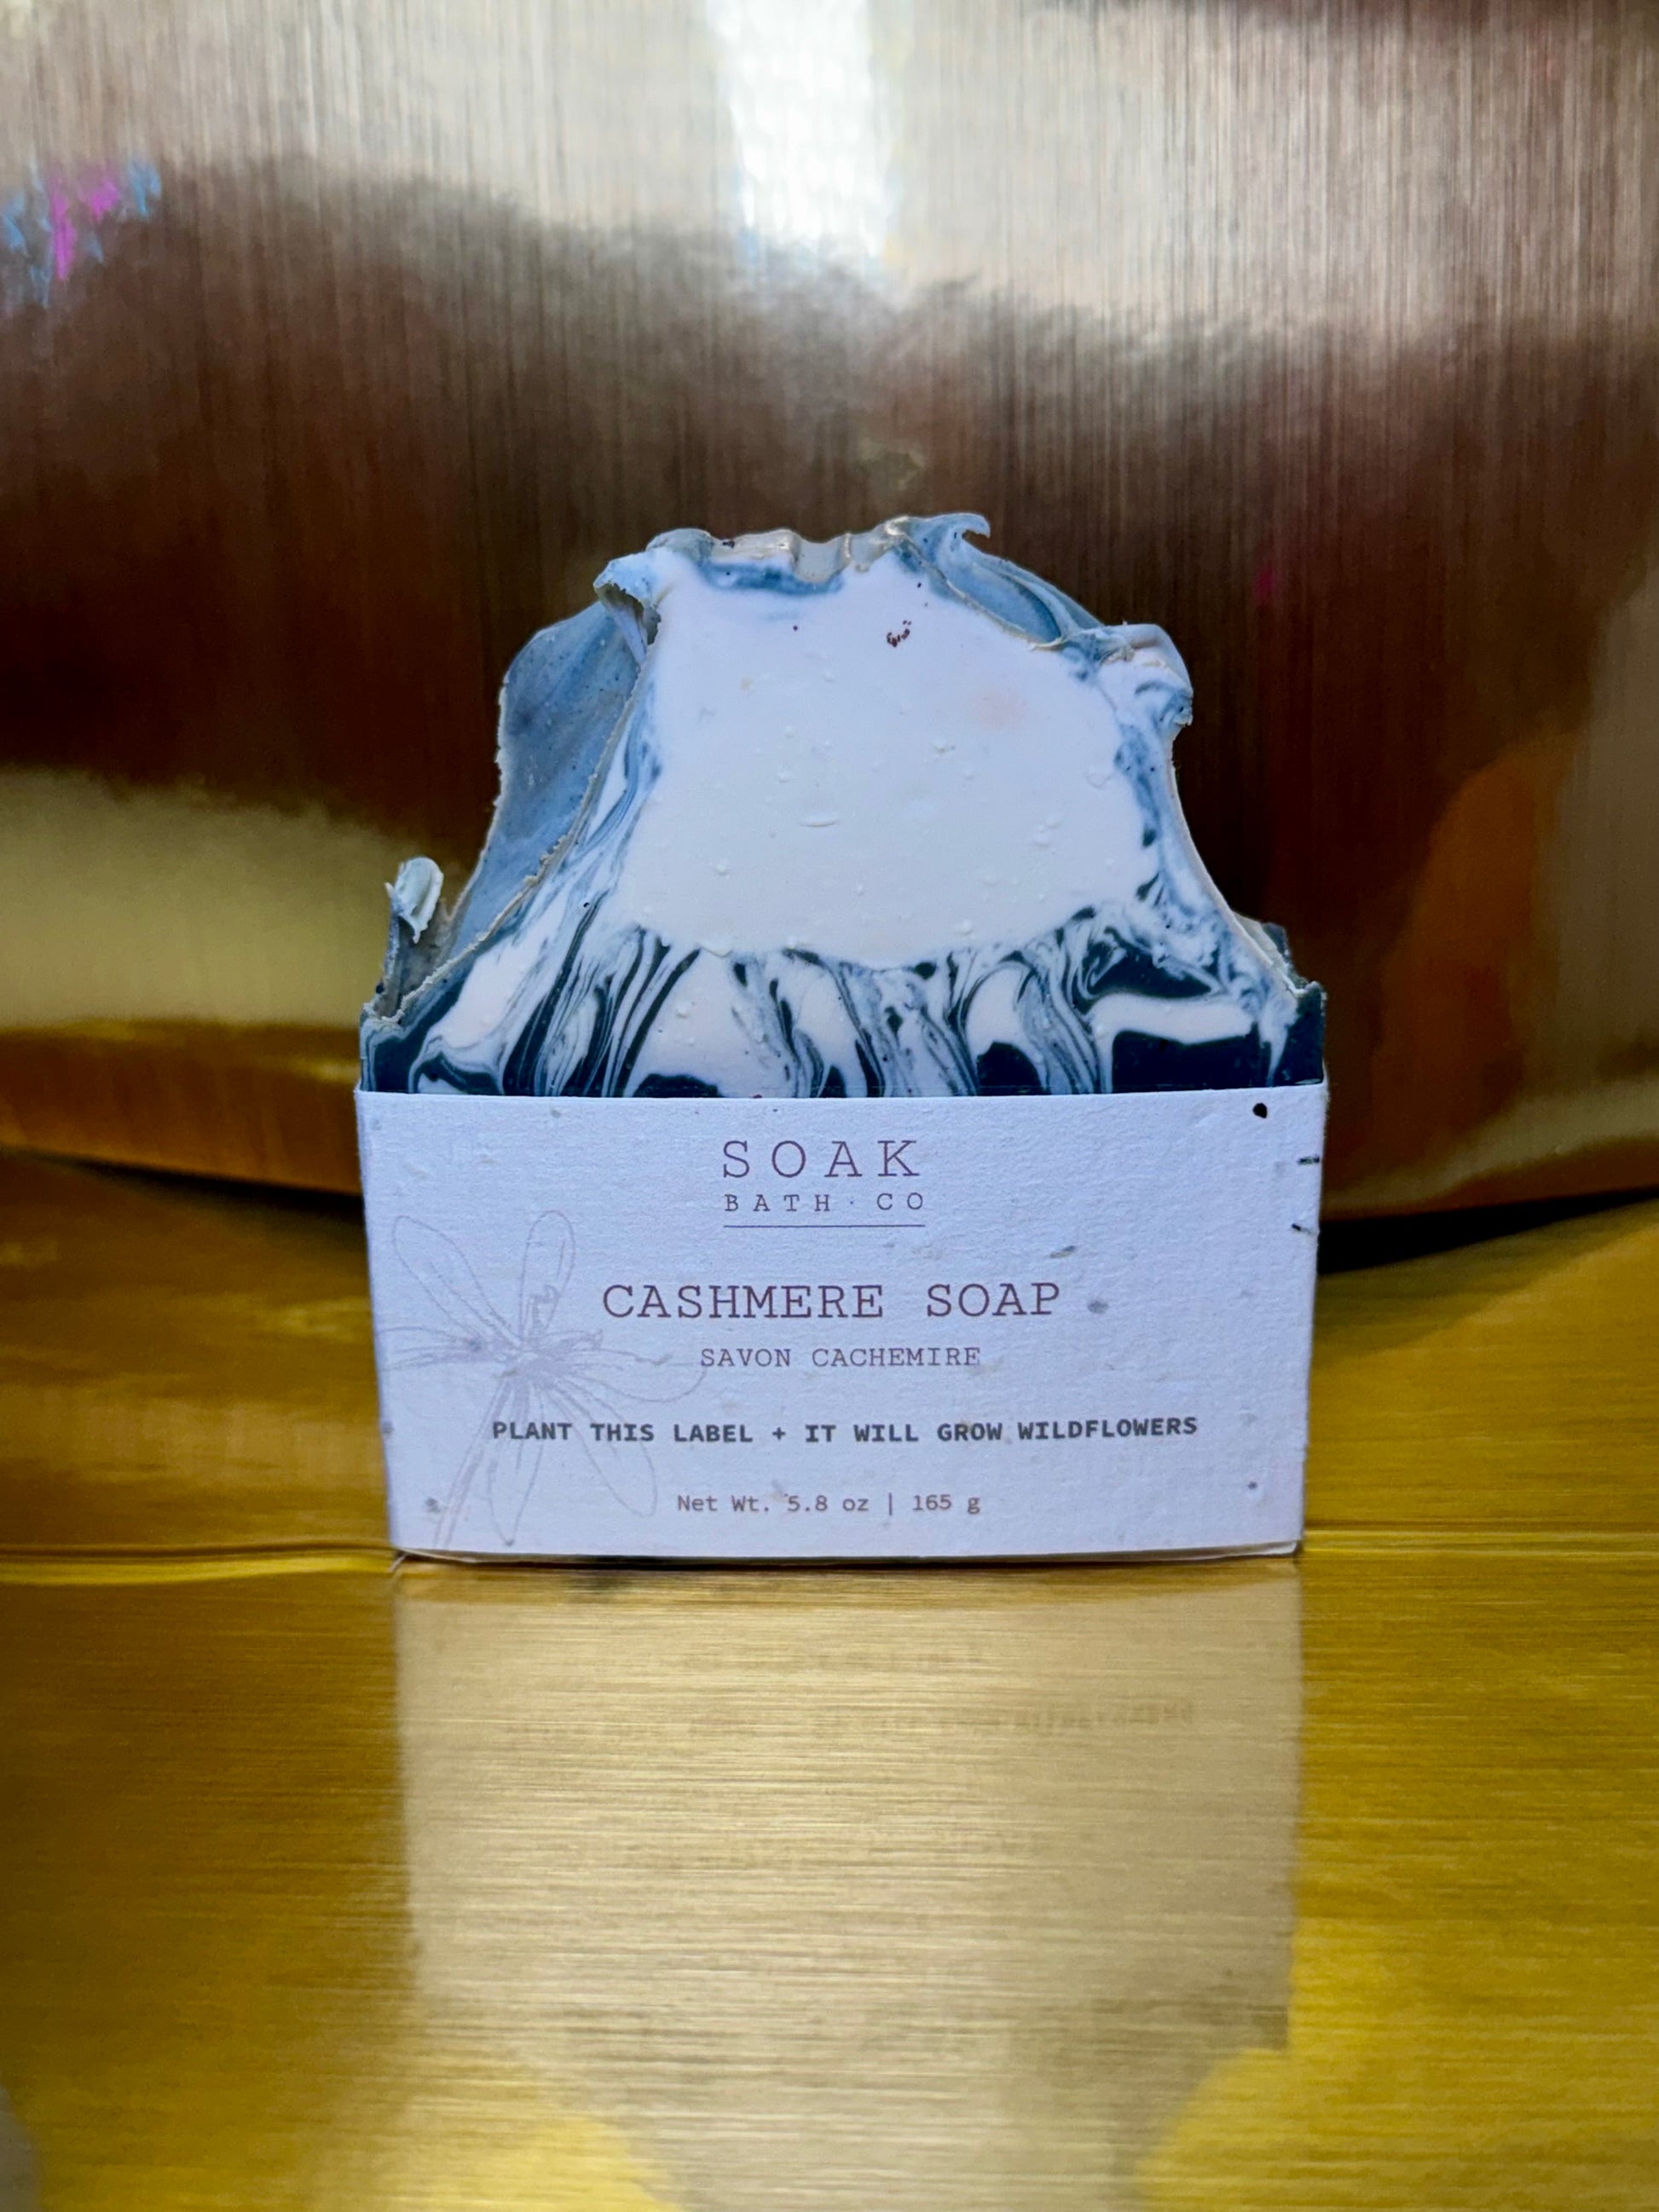 SOAK
BATH · CO
CASHMERE SOAP
SAVON CACHEMIRE
PLANT THIS LABEL + IT WILL GROW WILDFLOWERS
Net Wt. 5.8 oz | 165 g